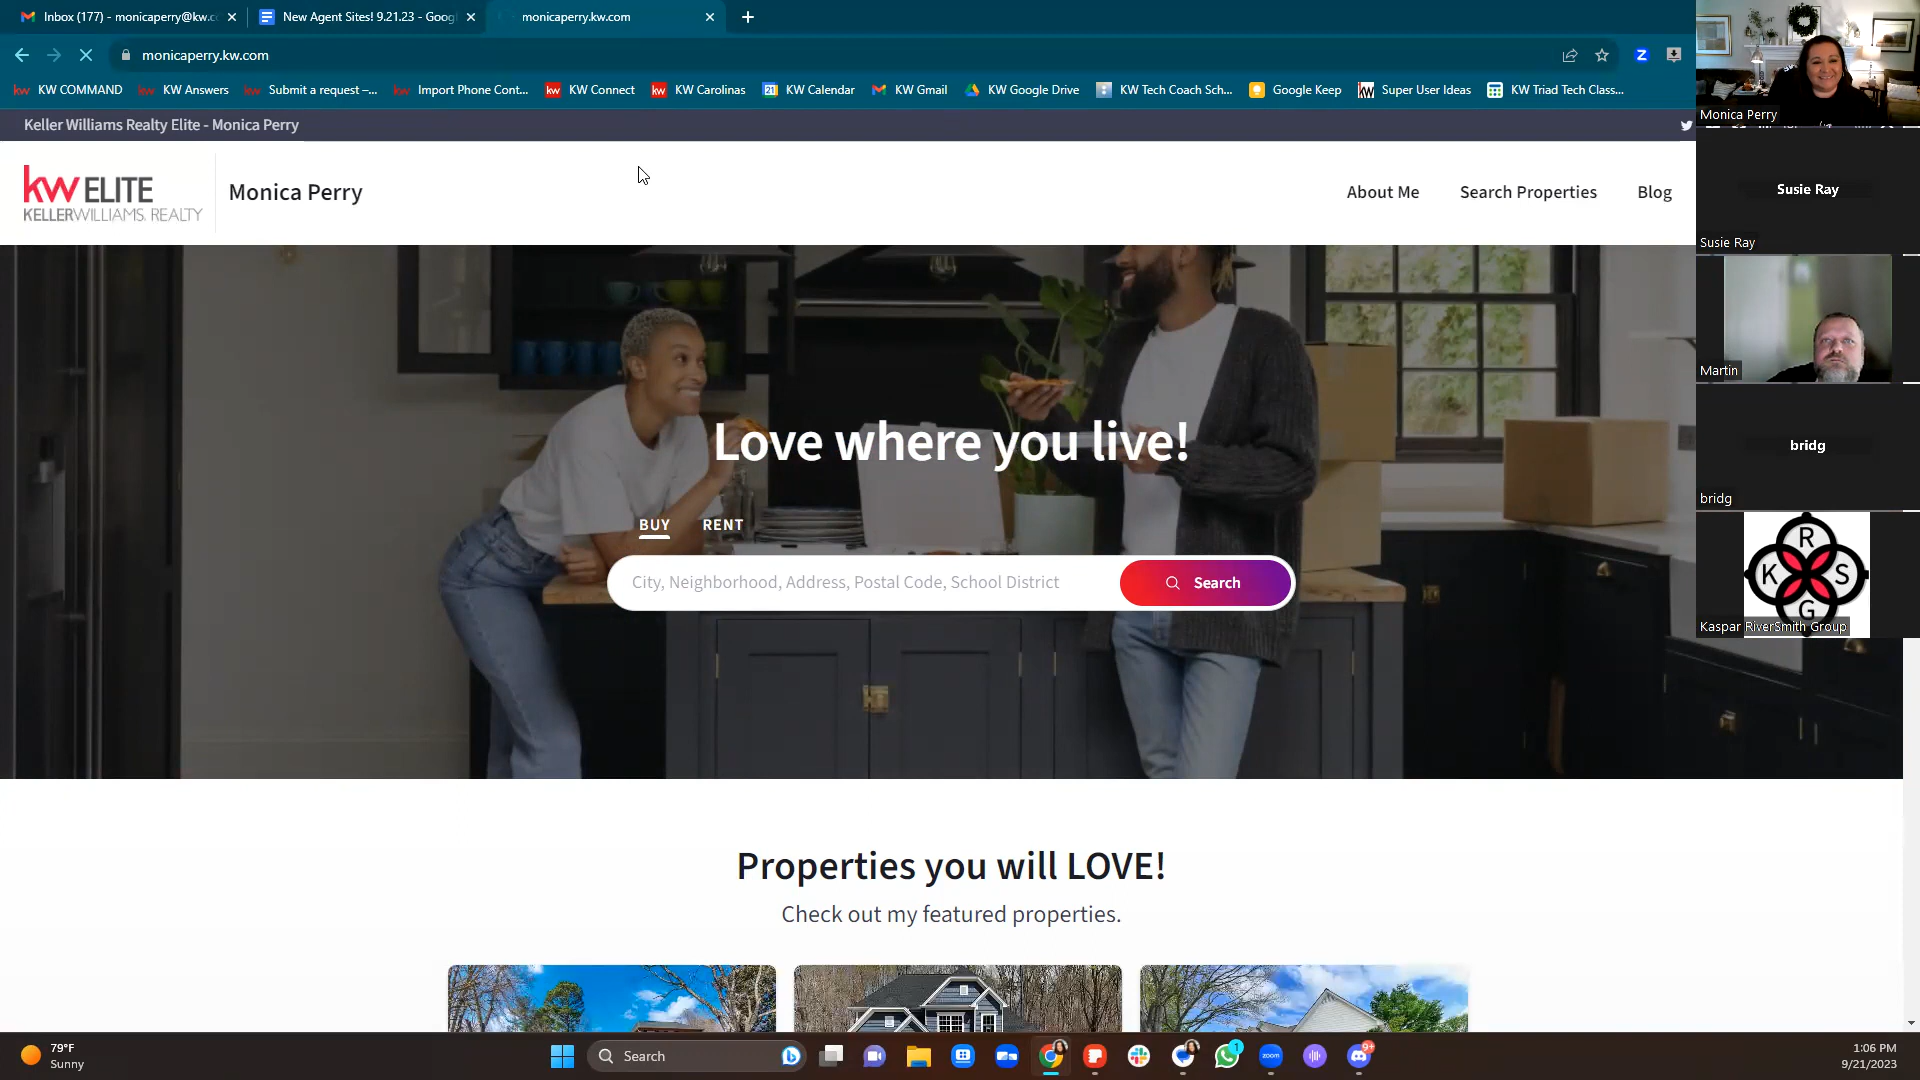 Inbox (177) - monicaperry@kw.c
New Agent Sites! 9.21.23 - Goog
monicaperry.kw.com
monicaperry.kw.com
KW COMMAND
KW Answers
Submit a request –...
Import Phone Cont...
KW Connect
KW Carolinas
KW Calendar
KW Gmail
KW Google Drive
KW Tech Coach Sch...
Google Keep
Super User Ideas
KW Triad Tech Class...
Keller Williams Realty Elite - Monica Perry
kw ELITE
KELLERWILLIAMS. REALTY
Monica Perry
About Me
Search Properties
Blog
Love where you live!
BUY RENT
City, Neighborhood, Address, Postal Code, School District
Search
Properties you will LOVE!
Check out my featured properties.
Monica Perry
Susie Ray
Susie Ray
Martin
bridg
bridg
R
K S
G
Kaspar RiverSmith Group
79°F
Sunny
Search
1
zoom
9+
1:06 PM
9/21/2023